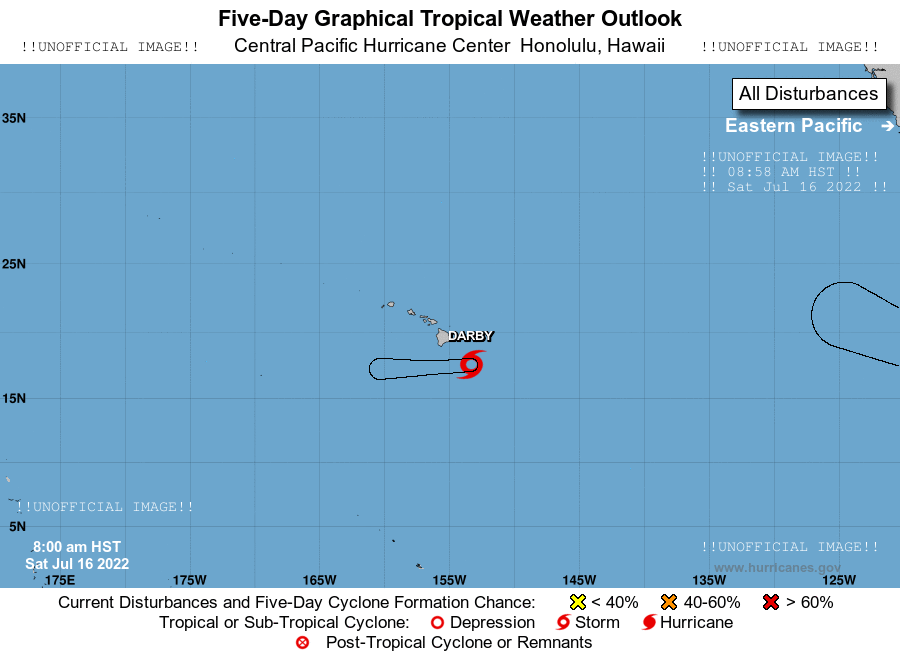 Five-Day Graphical Tropical Weather Outlook
!!UNOFFICIAL IMAGE!! Central Pacific Hurricane Center Honolulu, Hawaii !!UNOFFICIAL IMAGE!!
All Disturbances
35N
Eastern Pacific →
!!UNOFFICIAL IMAGE!!
!! 08:58 AM HST !!
!! Sat Jul 16 2022 !!
25N
DARBY
15N
!!UNOFFICIAL IMAGE!!
5N
8:00 am HST
Sat Jul 16 2022
!!UNOFFICIAL IMAGE!!
www.hurricanes.gov
175E 175W 165W 155W 145W 135W 125W
Current Disturbances and Five-Day Cyclone Formation Chance: < 40% 40-60% > 60%
Tropical or Sub-Tropical Cyclone: Depression Storm Hurricane
Post-Tropical Cyclone or Remnants